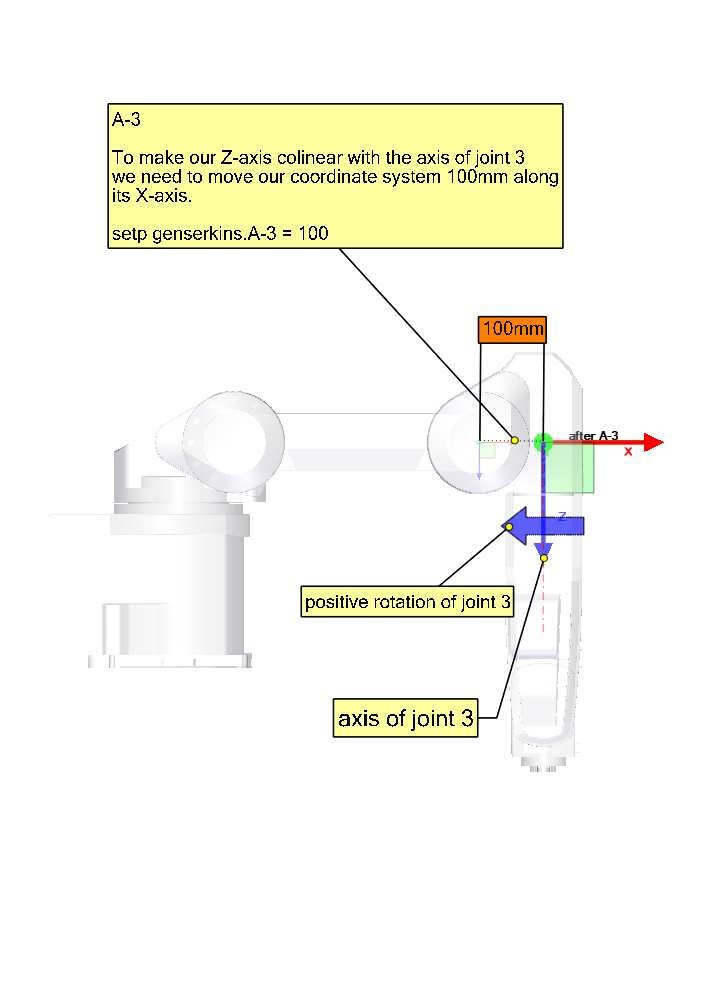 A-3
To make our Z-axis colinear with the axis of joint 3
we need to move our coordinate system 100mm along
its X-axis.
setp genserkins.A-3 = 100
100mm
after A-3
X
Z
positive rotation of joint 3
axis of joint 3